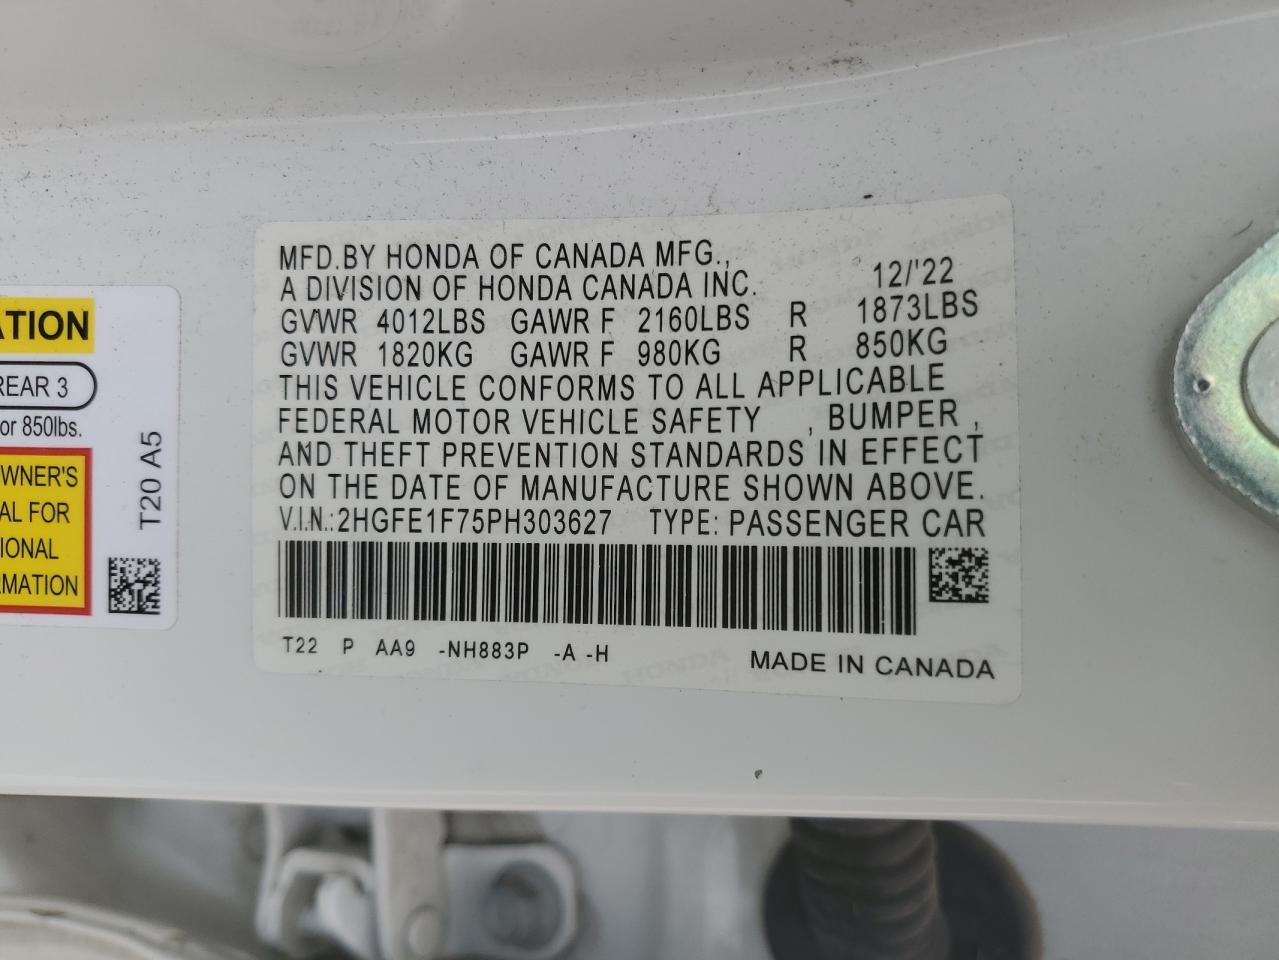 ATION
REAR 3
or 850lbs.
WNER'S
AL FOR
IONAL
RMATION
T20 A5
MFD.BY HONDA OF CANADA MFG.,
A DIVISION OF HONDA CANADA INC. 12/'22
GVWR 4012LBS GAWR F 2160LBS R 1873LBS
GVWR 1820KG GAWR F 980KG R 850KG
THIS VEHICLE CONFORMS TO ALL APPLICABLE
FEDERAL MOTOR VEHICLE SAFETY , BUMPER ,
AND THEFT PREVENTION STANDARDS IN EFFECT
ON THE DATE OF MANUFACTURE SHOWN ABOVE.
V.I.N.: 2HGFE1F75PH303627 TYPE: PASSENGER CAR
T22 P AA9 -NH883P -A -H
MADE IN CANADA